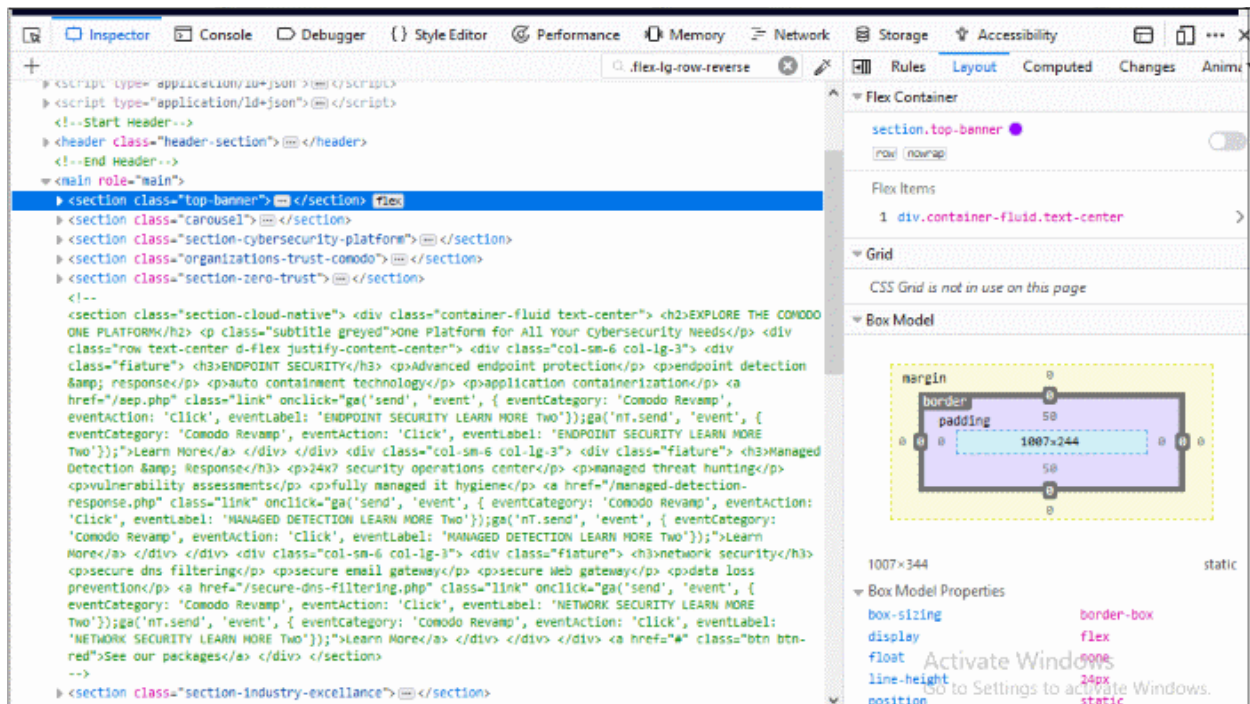 Inspector Console Debugger { } Style Editor Performance Memory Network Storage Accessibility
+ .flex-lg-row-reverse
Rules Layout Computed Changes Anima
<script type="application/ld+json"></script>
<script type="application/ld+json"></script>
<!--Start Header-->
<header class="header-section"></header>
<!--End Header-->
<main role="main">
<section class="top-banner"></section> flex
<section class="carousel"></section>
<section class="section-cybersecurity-platform"></section>
<section class="organizations-trust-comodo"></section>
<section class="section-zero-trust"></section>
<!--
<section class="section-cloud-native"> <div class="container-fluid text-center"> <h2>EXPLORE THE COMODO
ONE PLATFORM</h2> <p class="subtitle greyed">One Platform for All Your Cybersecurity Needs</p> <div
class="row text-center d-flex justify-content-center"> <div class="col-sm-6 col-lg-3"> <div
class="fiature"> <h3>ENDPOINT SECURITY</h3> <p>Advanced endpoint protection</p> <p>endpoint detection
&amp; response</p> <p>auto containment technology</p> <p>application containerization</p> <a
href="/aep.php" class="link" onclick="ga('send', 'event', { eventCategory: 'Comodo Revamp',
eventAction: 'Click', eventLabel: 'ENDPOINT SECURITY LEARN MORE Two'});ga('nT.send', 'event', {
eventCategory: 'Comodo Revamp', eventAction: 'Click', eventLabel: 'ENDPOINT SECURITY LEARN MORE
Two'});">Learn More</a> </div> </div> <div class="col-sm-6 col-lg-3"> <div class="fiature"> <h3>Managed
Detection &amp; Response</h3> <p>24x7 security operations center</p> <p>managed threat hunting</p>
<p>vulnerability assessments</p> <p>fully managed it hygiene</p> <a href="/managed-detection-
response.php" class="link" onclick="ga('send', 'event', { eventCategory: 'Comodo Revamp', eventAction:
'Click', eventLabel: 'MANAGED DETECTION LEARN MORE Two'});ga('nT.send', 'event', { eventCategory:
'Comodo Revamp', eventAction: 'Click', eventLabel: 'MANAGED DETECTION LEARN MORE Two'});">Learn
More</a> </div> </div> <div class="col-sm-6 col-lg-3"> <div class="fiature"> <h3>network security</h3>
<p>secure dns filtering</p> <p>secure email gateway</p> <p>secure Web gateway</p> <p>data loss
prevention</p> <a href="/secure-dns-filtering.php" class="link" onclick="ga('send', 'event', {
eventCategory: 'Comodo Revamp', eventAction: 'Click', eventLabel: 'NETWORK SECURITY LEARN MORE
Two'});ga('nT.send', 'event', { eventCategory: 'Comodo Revamp', eventAction: 'Click', eventLabel:
'NETWORK SECURITY LEARN MORE Two'});">Learn More</a> </div> </div> </div> <a href="#" class="btn btn-
red">See our packages</a> </div> </section>
-->
<section class="section-industry-excellance"></section>
Flex Container
section.top-banner
row nowrap
Flex Items
1 div.container-fluid.text-center
Grid
CSS Grid is not in use on this page
Box Model
margin 0
border 0
padding 50
0 0 0 1007×244 0 0 0
50
0
0
1007×344 static
Box Model Properties
box-sizing border-box
display flex
float none
line-height 24px
position static
Activate Windows
Go to Settings to activate Windows.